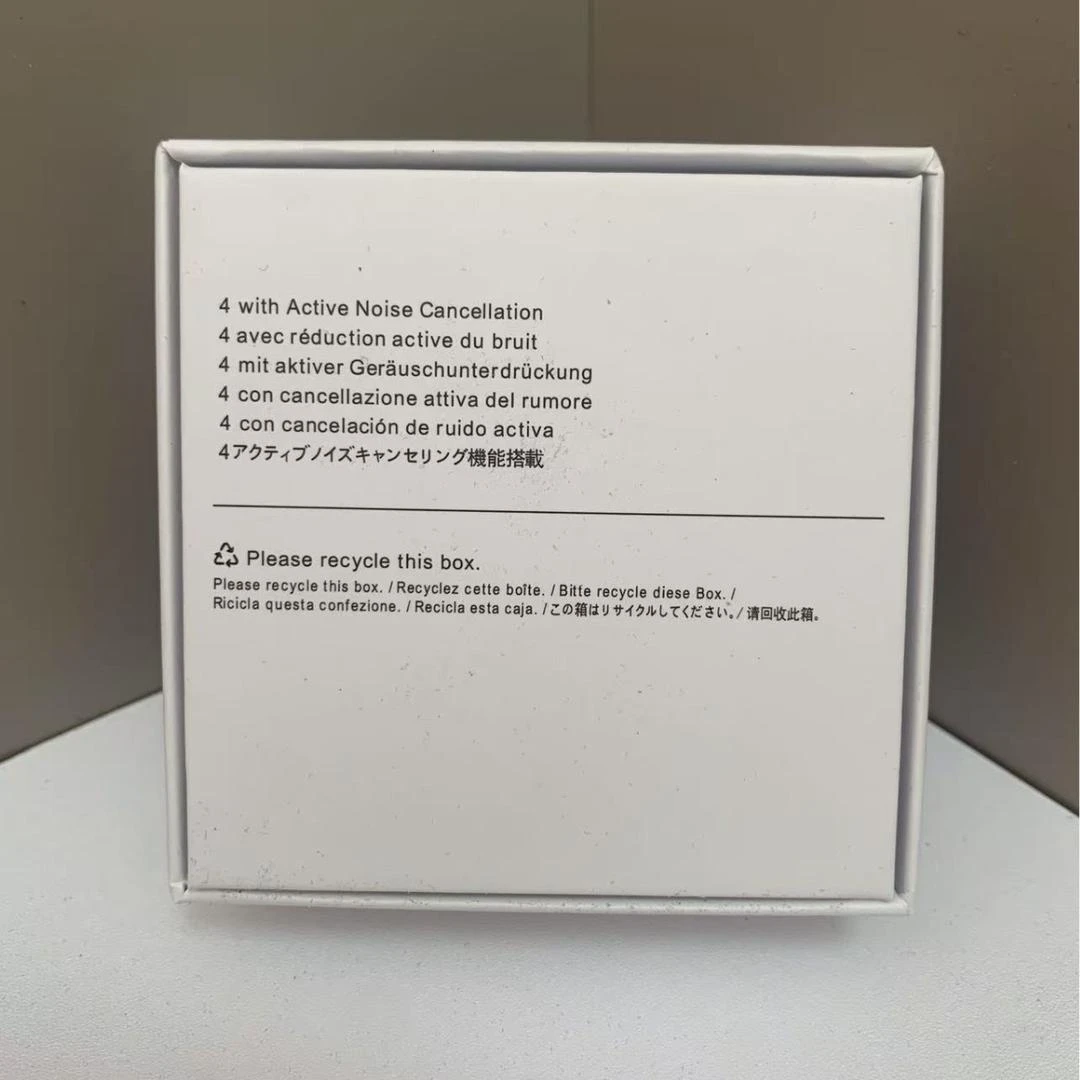 4 with Active Noise Cancellation
4 avec réduction active du bruit
4 mit aktiver Geräuschunterdrückung
4 con cancellazione attiva del rumore
4 con cancelación de ruido activa
4アクティブノイズキャンセリング機能搭載
Please recycle this box.
Please recycle this box. / Recyclez cette boîte. / Bitte recycle diese Box. /
Ricicla questa confezione. / Recicla esta caja. / この箱はリサイクルしてください。/ 请回收此箱。